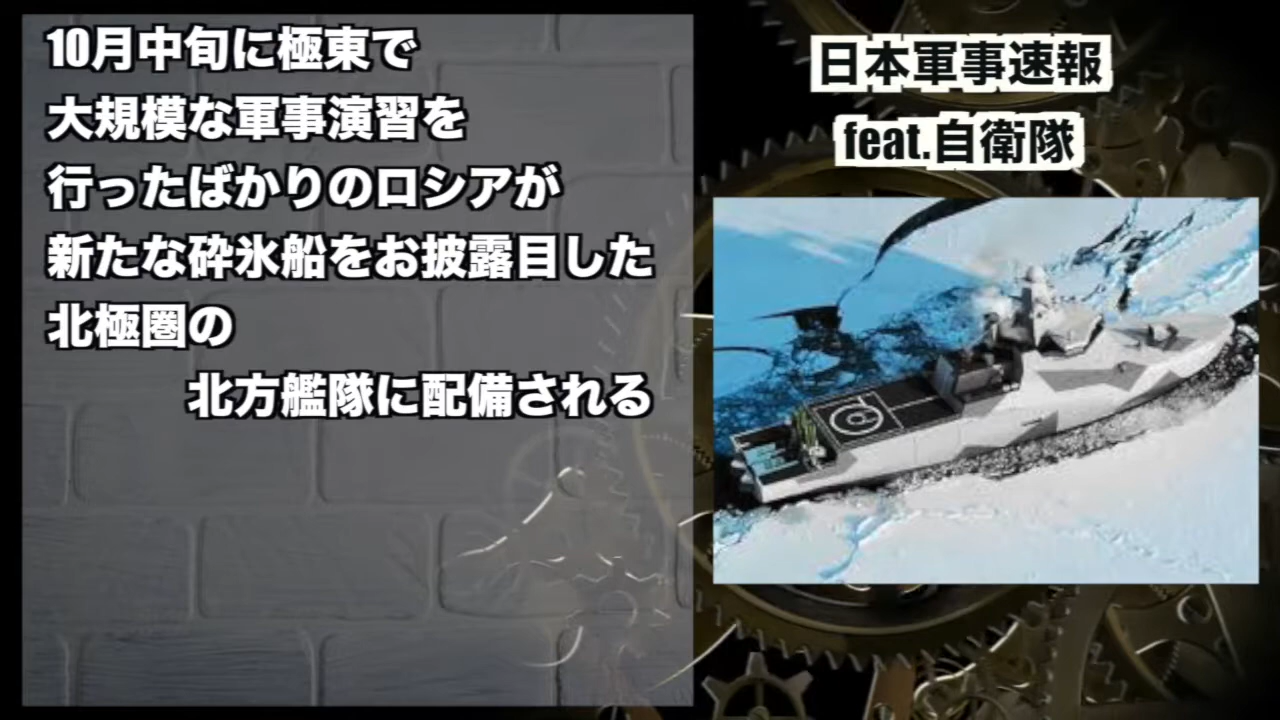 10月中旬に極東で
大規模な軍事演習を
行ったばかりのロシアが
新たな砕氷船をお披露目した
北極圏の
北方艦隊に配備される
日本軍事速報
feat.自衛隊